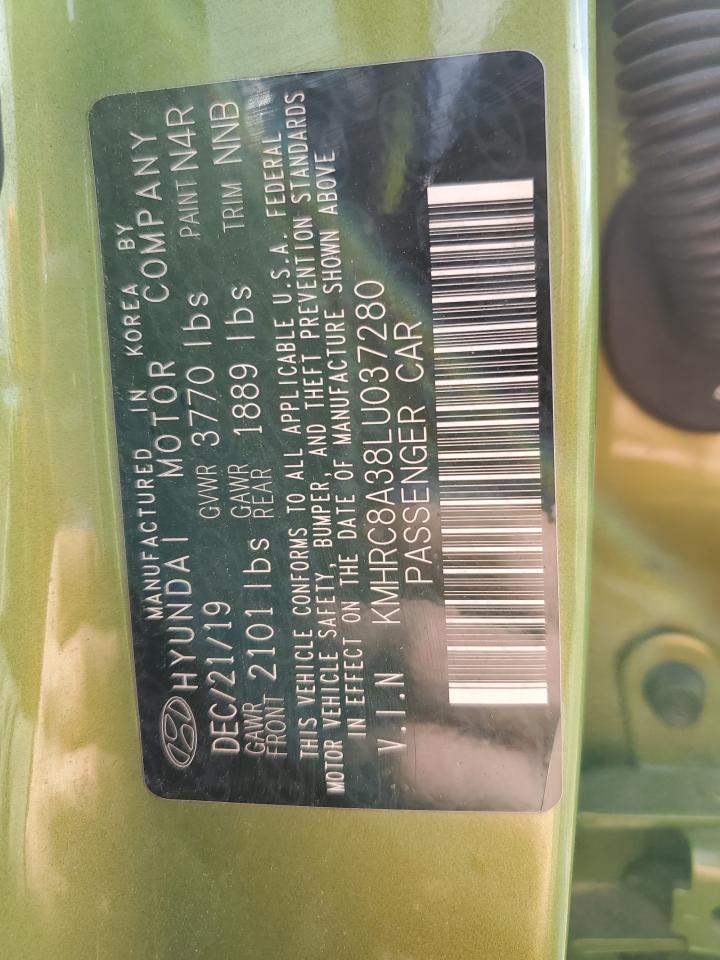 MANUFACTURED IN KOREA BY
HYUNDAI MOTOR COMPANY
DEC/21/19 GVWR 3770 lbs PAINT N4R
GAWR FRONT 2101 lbs GAWR REAR 1889 lbs TRIM NNB
THIS VEHICLE CONFORMS TO ALL APPLICABLE U.S.A. FEDERAL
MOTOR VEHICLE SAFETY, BUMPER, AND THEFT PREVENTION STANDARDS
IN EFFECT ON THE DATE OF MANUFACTURE SHOWN ABOVE
V.I.N KMHRC8A38LU037280
PASSENGER CAR